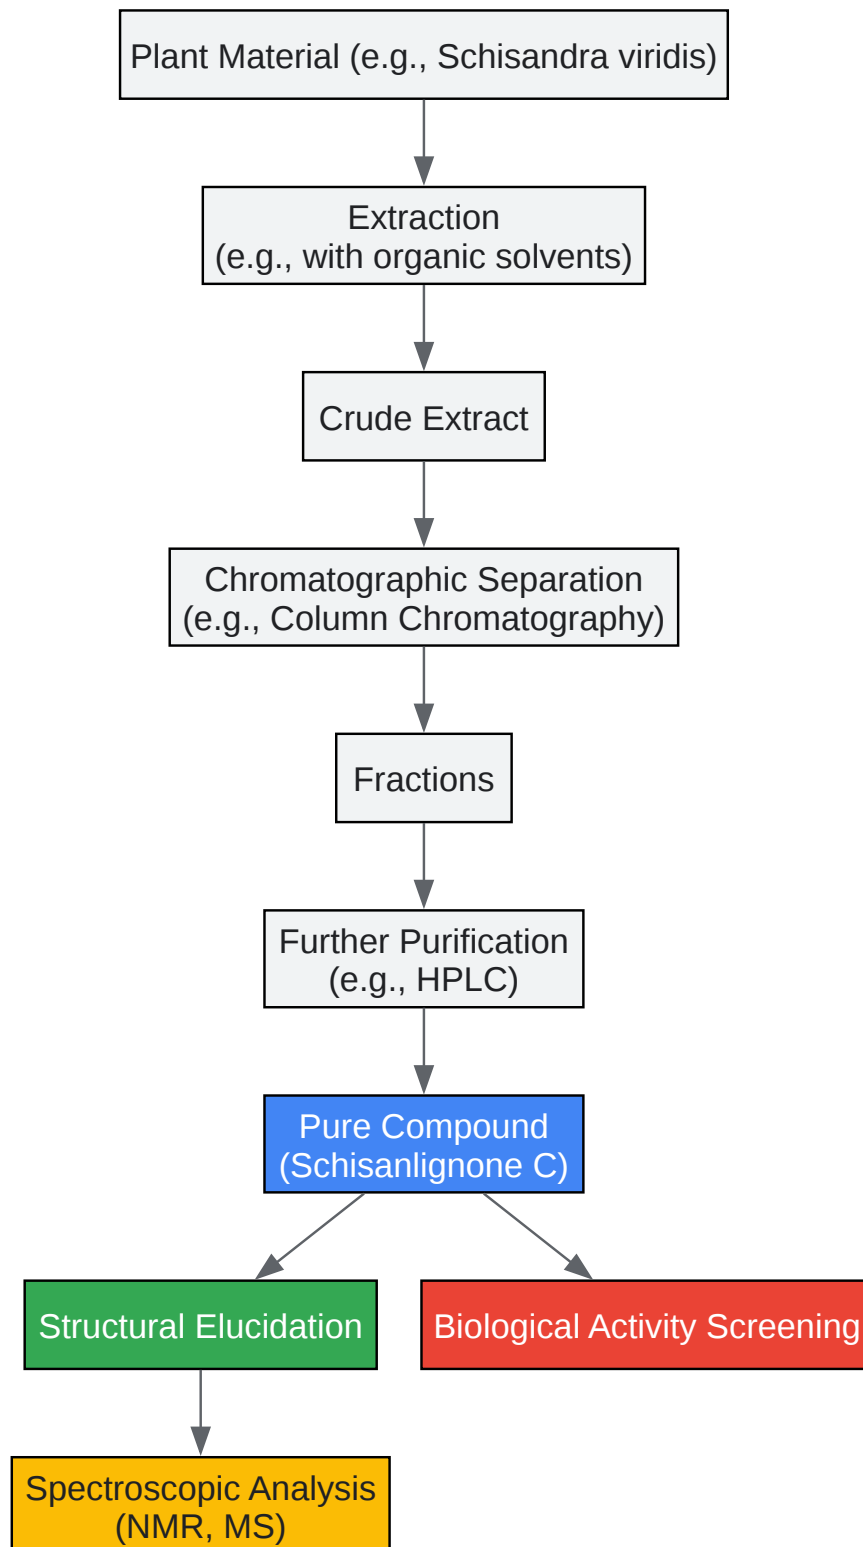 Plant Material (e.g., Schisandra viridis)
Extraction
(e.g., with organic solvents)
Crude Extract
Chromatographic Separation
(e.g., Column Chromatography)
Fractions
Further Purification
(e.g., HPLC)
Pure Compound
(Schisanlignone C)
Structural Elucidation
Biological Activity Screening
Spectroscopic Analysis
(NMR, MS)